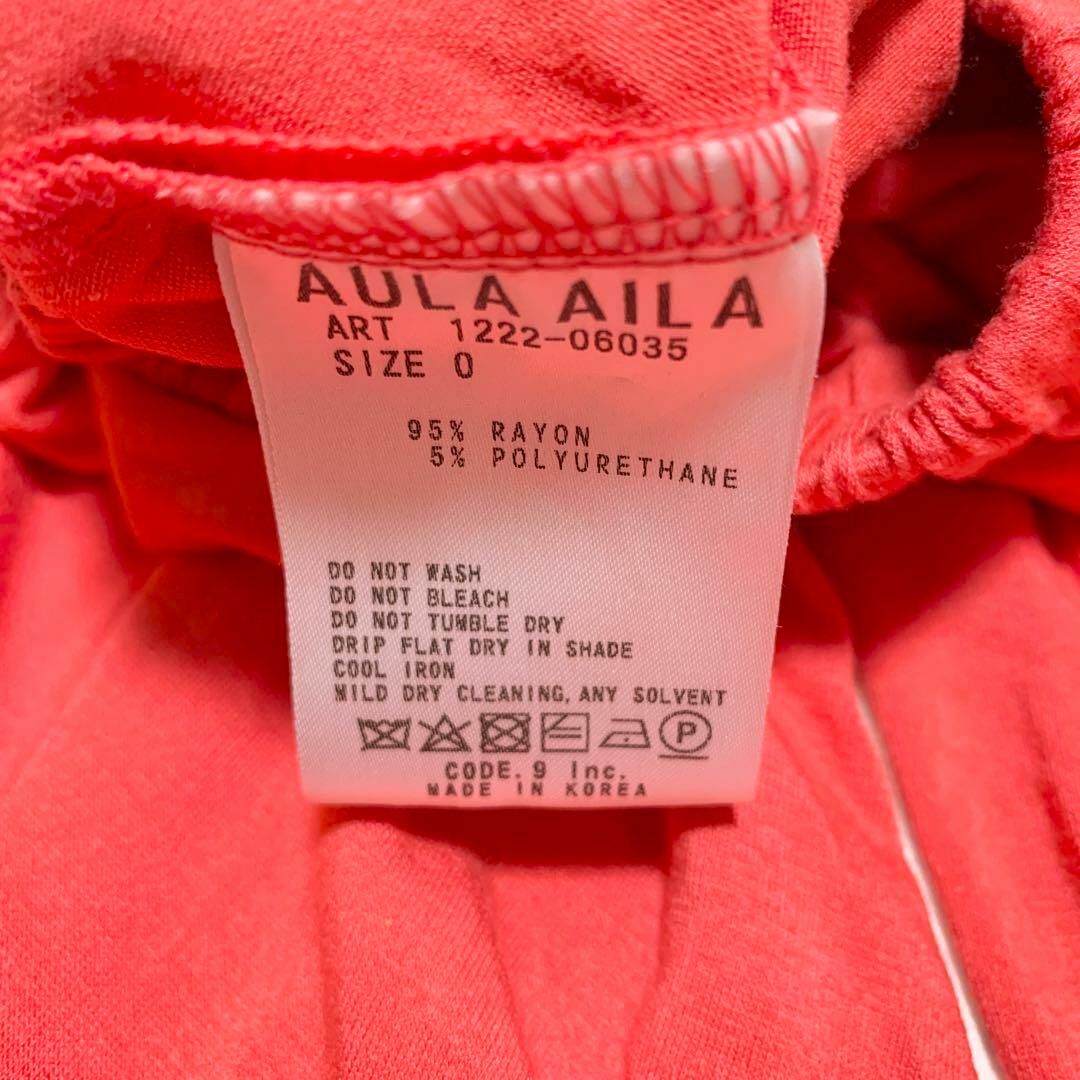 AULA AILA
ART 1222-06035
SIZE 0
95% RAYON
5% POLYURETHANE
DO NOT WASH
DO NOT BLEACH
DO NOT TUMBLE DRY
DRIP FLAT DRY IN SHADE
COOL IRON
MILD DRY CLEANING, ANY SOLVENT
P
CODE.9 Inc.
MADE IN KOREA